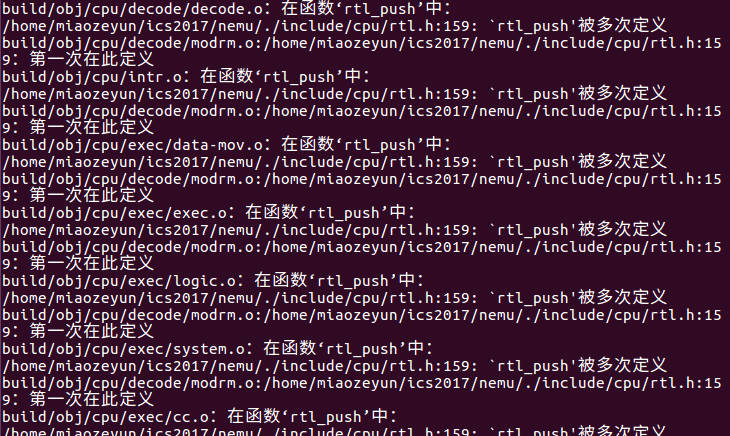 build/obj/cpu/decode/decode.o：在函数‘rtl_push’中：
/home/miaozeyun/ics2017/nemu/./include/cpu/rtl.h:159: `rtl_push'被多次定义
build/obj/cpu/decode/modrm.o:/home/miaozeyun/ics2017/nemu/./include/cpu/rtl.h:15
9：第一次在此定义
build/obj/cpu/intr.o：在函数‘rtl_push’中：
/home/miaozeyun/ics2017/nemu/./include/cpu/rtl.h:159: `rtl_push'被多次定义
build/obj/cpu/decode/modrm.o:/home/miaozeyun/ics2017/nemu/./include/cpu/rtl.h:15
9：第一次在此定义
build/obj/cpu/exec/data-mov.o：在函数‘rtl_push’中：
/home/miaozeyun/ics2017/nemu/./include/cpu/rtl.h:159: `rtl_push'被多次定义
build/obj/cpu/decode/modrm.o:/home/miaozeyun/ics2017/nemu/./include/cpu/rtl.h:15
9：第一次在此定义
build/obj/cpu/exec/exec.o：在函数‘rtl_push’中：
/home/miaozeyun/ics2017/nemu/./include/cpu/rtl.h:159: `rtl_push'被多次定义
build/obj/cpu/decode/modrm.o:/home/miaozeyun/ics2017/nemu/./include/cpu/rtl.h:15
9：第一次在此定义
build/obj/cpu/exec/logic.o：在函数‘rtl_push’中：
/home/miaozeyun/ics2017/nemu/./include/cpu/rtl.h:159: `rtl_push'被多次定义
build/obj/cpu/decode/modrm.o:/home/miaozeyun/ics2017/nemu/./include/cpu/rtl.h:15
9：第一次在此定义
build/obj/cpu/exec/system.o：在函数‘rtl_push’中：
/home/miaozeyun/ics2017/nemu/./include/cpu/rtl.h:159: `rtl_push'被多次定义
build/obj/cpu/decode/modrm.o:/home/miaozeyun/ics2017/nemu/./include/cpu/rtl.h:15
9：第一次在此定义
build/obj/cpu/exec/cc.o：在函数‘rtl_push’中：
/home/miaozeyun/ics2017/nemu/./include/cpu/rtl.h:159: `rtl_push'被多次定义